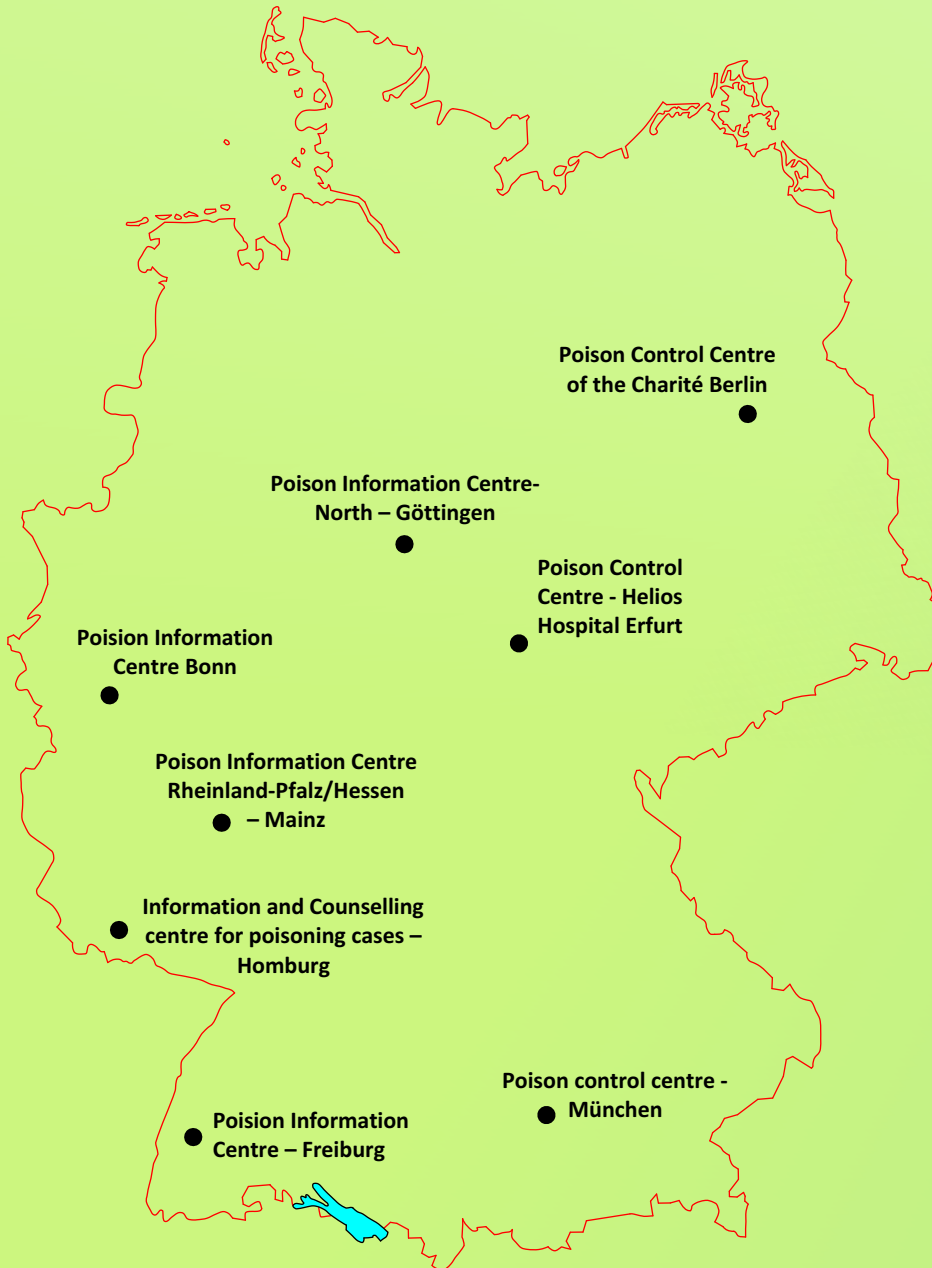 Poison Control Centre
of the Charité Berlin
Poison Information Centre-
North – Göttingen
Poison Control
Centre - Helios
Hospital Erfurt
Poision Information
Centre Bonn
Poison Information Centre
Rheinland-Pfalz/Hessen
– Mainz
Information and Counselling
centre for poisoning cases –
Homburg
Poison control centre -
München
Poision Information
Centre – Freiburg